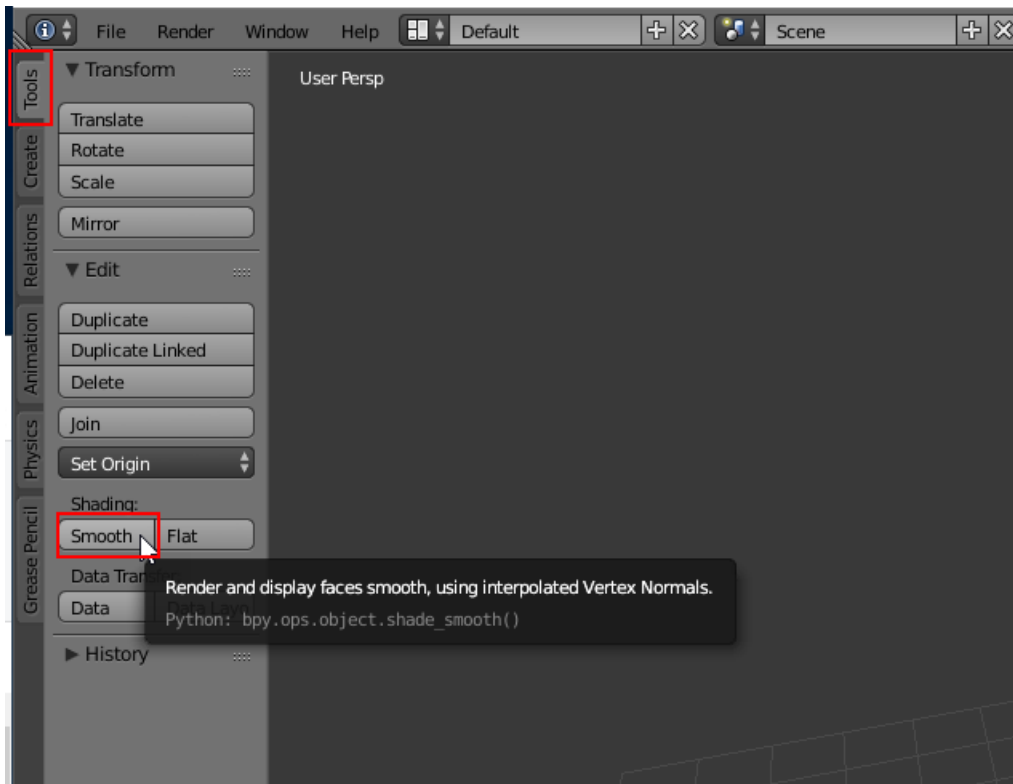 File Render Window Help Default Scene
Tools
Create
Relations
Animation
Physics
Grease Pencil
Transform
Translate
Rotate
Scale
Mirror
Edit
Duplicate
Duplicate Linked
Delete
Join
Set Origin
Shading:
Smooth Flat
Data Tran
Data Data Layo
History
User Persp
Render and display faces smooth, using interpolated Vertex Normals.
Python: bpy.ops.object.shade_smooth()